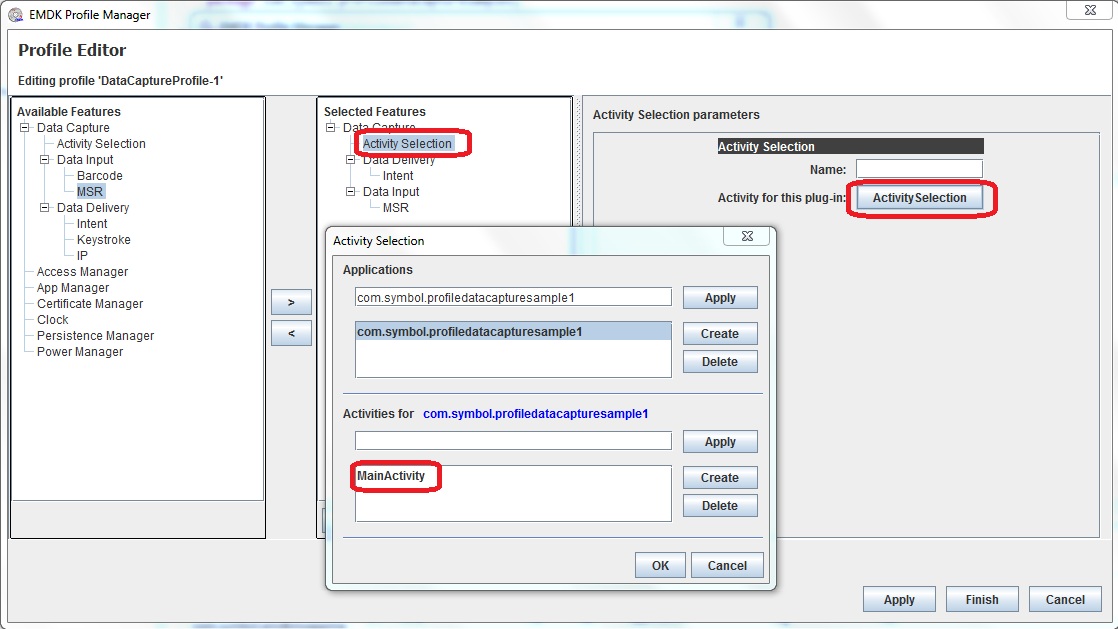 EMDK Profile Manager
Profile Editor
Editing profile 'DataCaptureProfile-1'
Available Features
Data Capture
Activity Selection
Data Input
Barcode
MSR
Data Delivery
Intent
Keystroke
IP
Access Manager
App Manager
Certificate Manager
Clock
Persistence Manager
Power Manager
>
<
Selected Features
Data Capture
Activity Selection
Data Delivery
Intent
Data Input
MSR
Activity Selection parameters
Activity Selection
Name:
Activity for this plug-in: ActivitySelection
Activity Selection
Applications
com.symbol.profiledatacapturesample1 Apply
com.symbol.profiledatacapturesample1 Create
Delete
Activities for com.symbol.profiledatacapturesample1
Apply
MainActivity Create
Delete
OK Cancel
Apply Finish Cancel